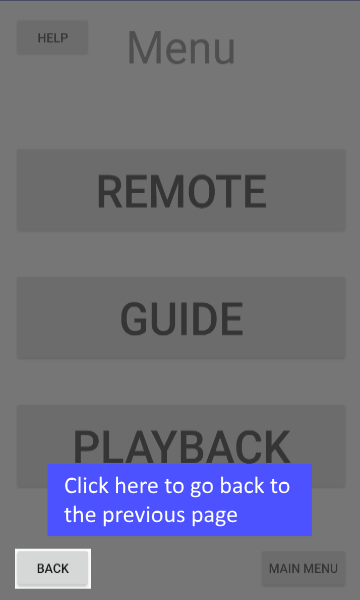 HELP
Menu
REMOTE
GUIDE
PLAYBACK
Click here to go back to
the previous page
BACK
MAIN MENU